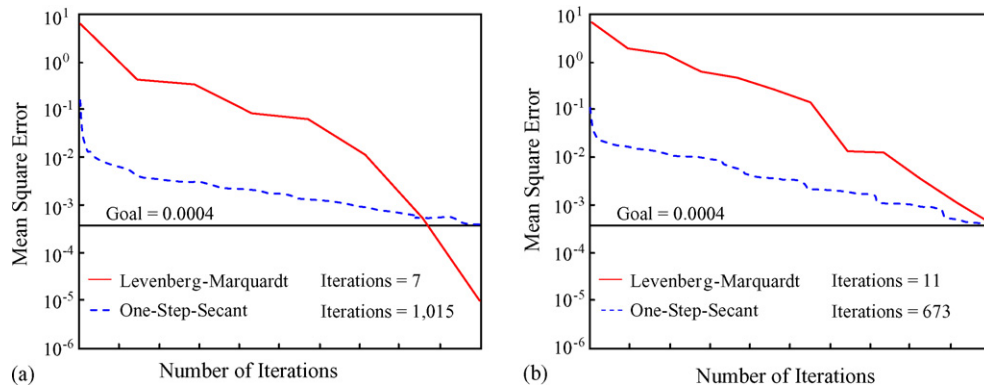 10^1
10^0
10^-1
10^-2
10^-3
10^-4
10^-5
10^-6
Mean Square Error
Goal = 0.0004
Levenberg-Marquardt Iterations = 7
One-Step-Secant Iterations = 1,015
(a)
Number of Iterations
10^1
10^0
10^-1
10^-2
10^-3
10^-4
10^-5
10^-6
Mean Square Error
Goal = 0.0004
Levenberg-Marquardt Iterations = 11
One-Step-Secant Iterations = 673
(b)
Number of Iterations